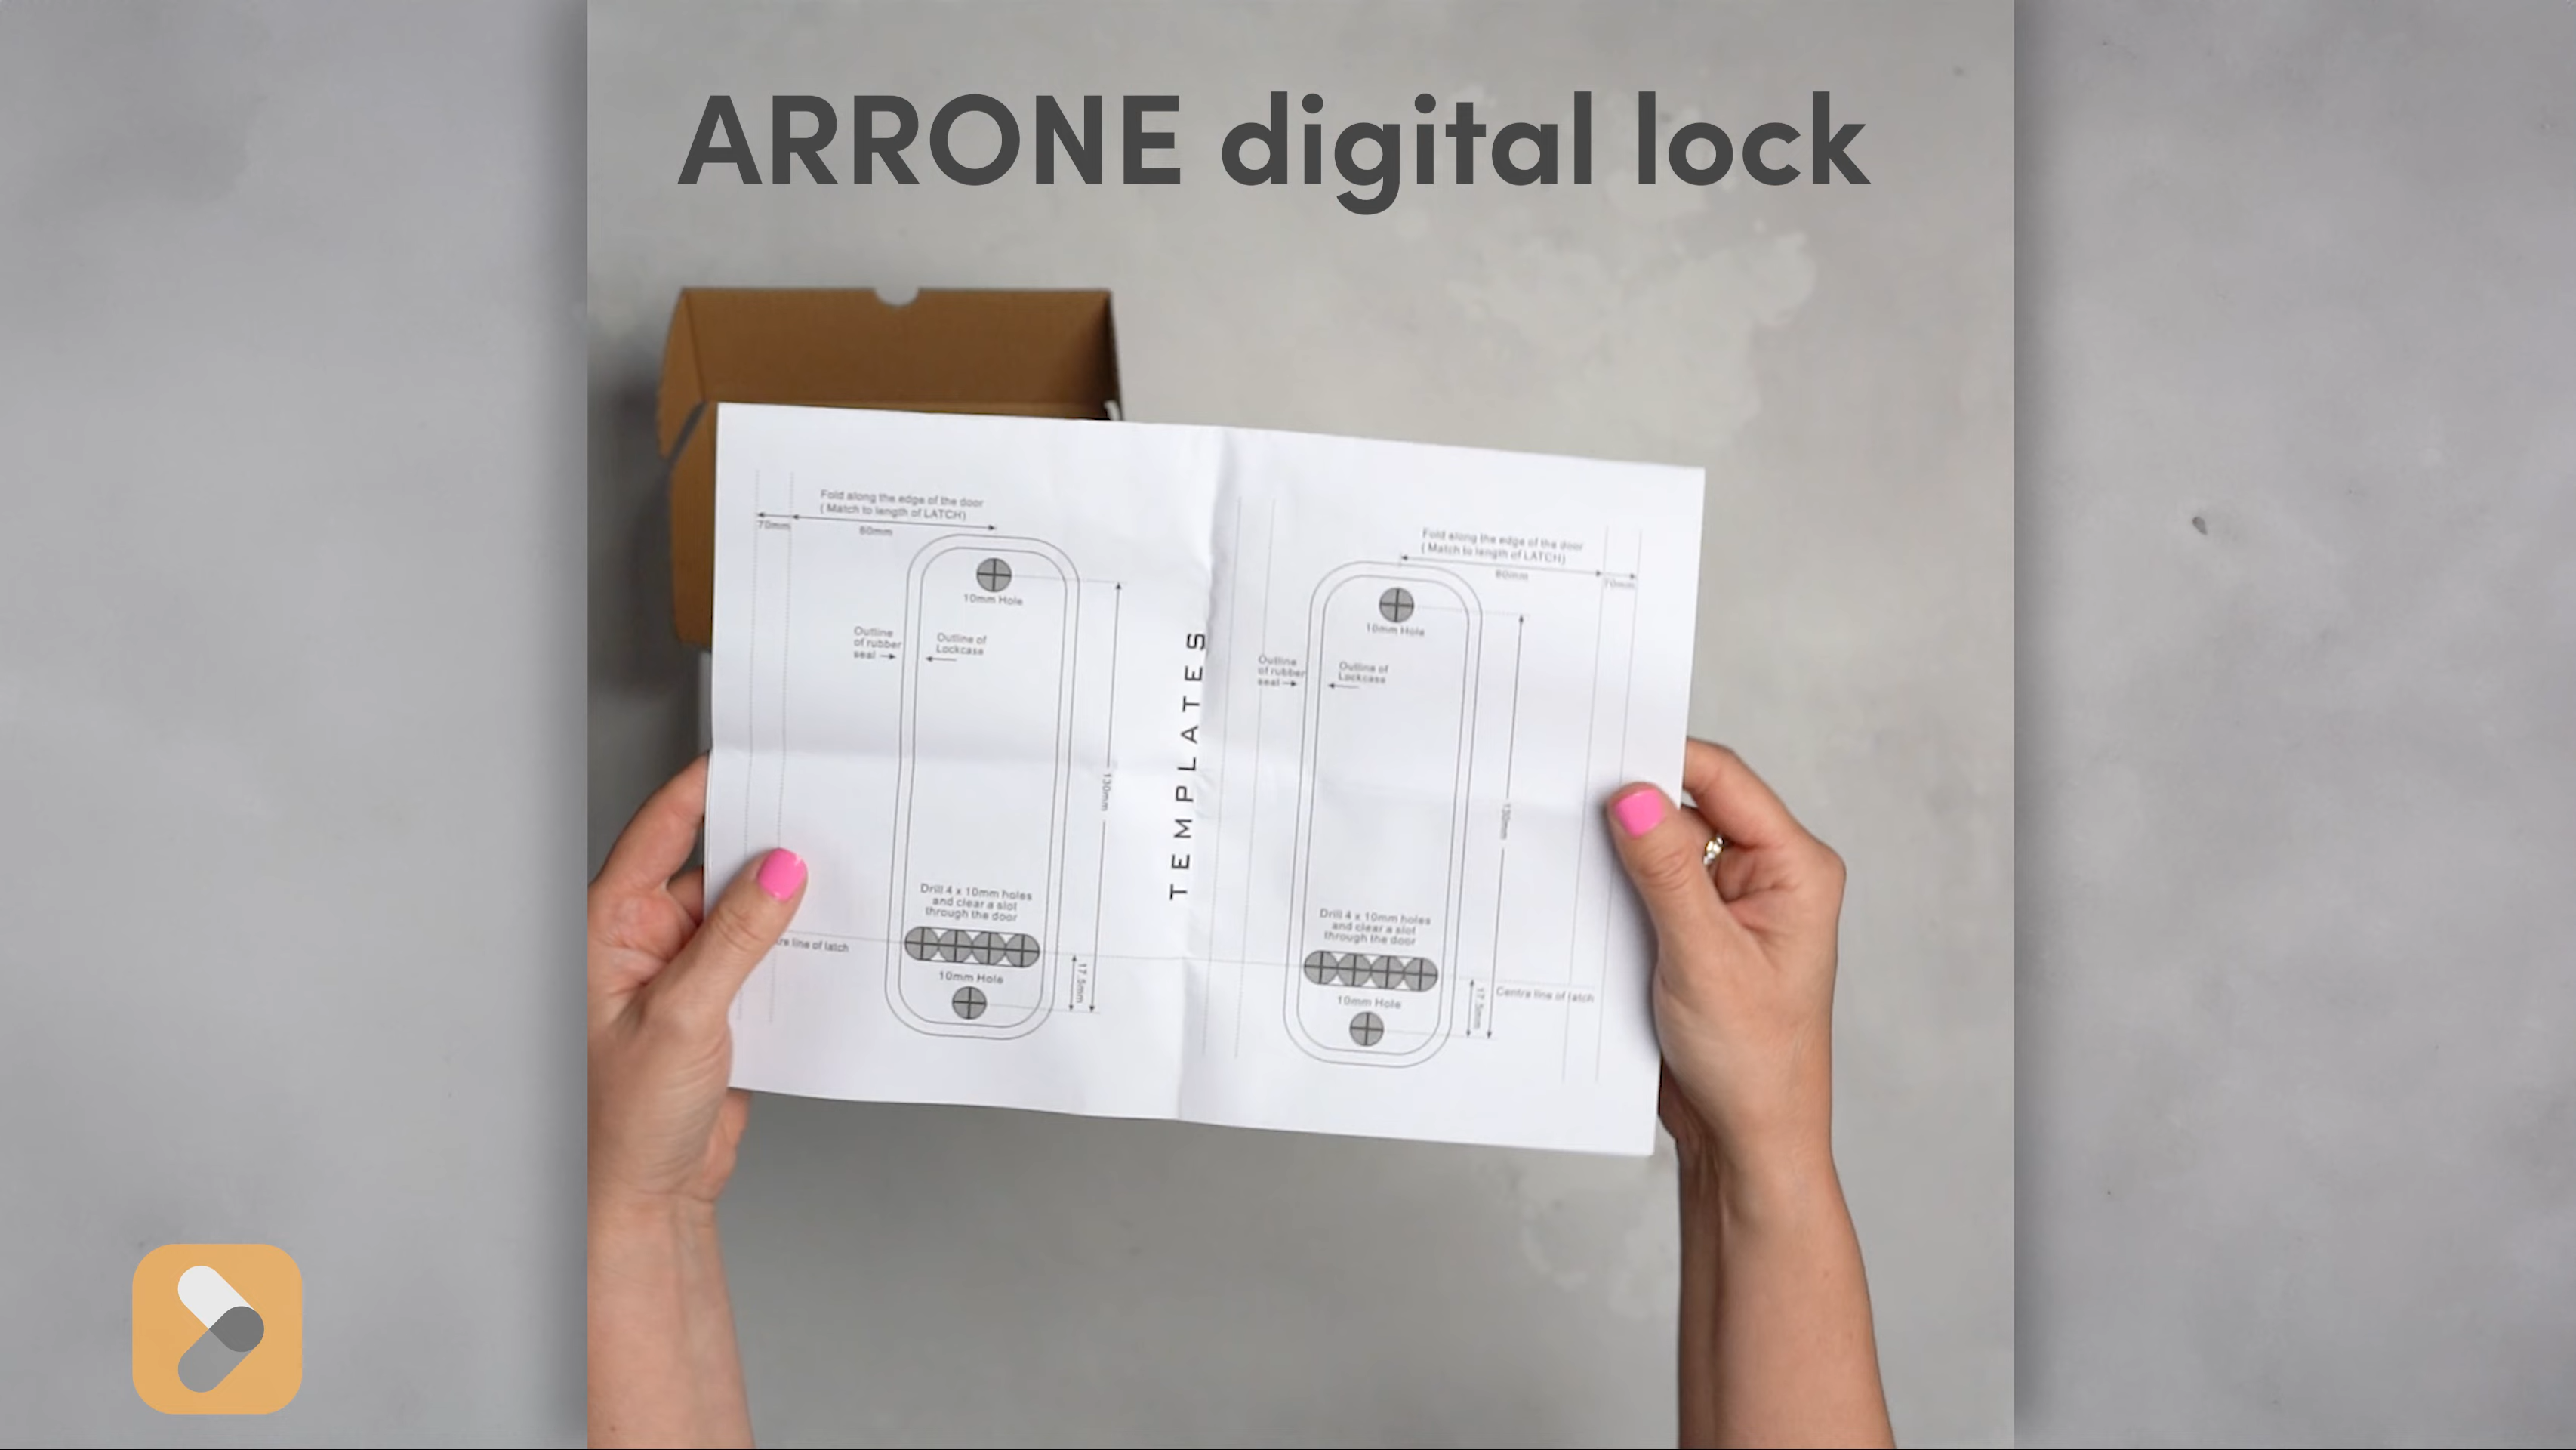 ARRONE digital lock
Fold along the edge of the door
( Match to length of LATCH)
70mm
60mm
10mm Hole
Outline
of rubber
seal
Outline of
Lockcase
130mm
Drill 4 x 10mm holes
and clear a slot
through the door
line of latch
10mm Hole
17.5mm
TEMPLATES
Fold along the edge of the door
( Match to length of LATCH)
60mm
70mm
10mm Hole
Outline
of rubber
seal
Outline of
Lockcase
130mm
Drill 4 x 10mm holes
and clear a slot
through the door
10mm Hole
17.5mm
Centre line of latch